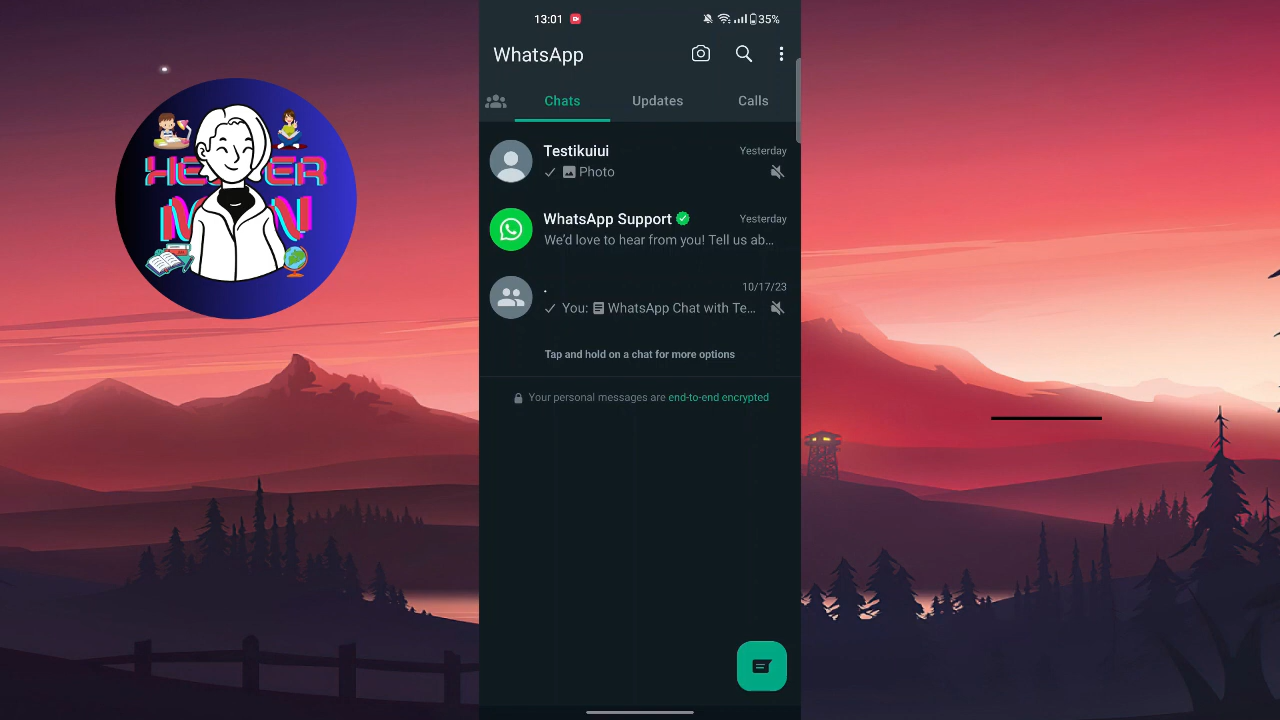 13:01
35%
WhatsApp
Chats
Updates
Calls
Testikuiui
Yesterday
Photo
WhatsApp Support
Yesterday
We'd love to hear from you! Tell us ab...
.
10/17/23
You: WhatsApp Chat with Te...
Tap and hold on a chat for more options
Your personal messages are end-to-end encrypted